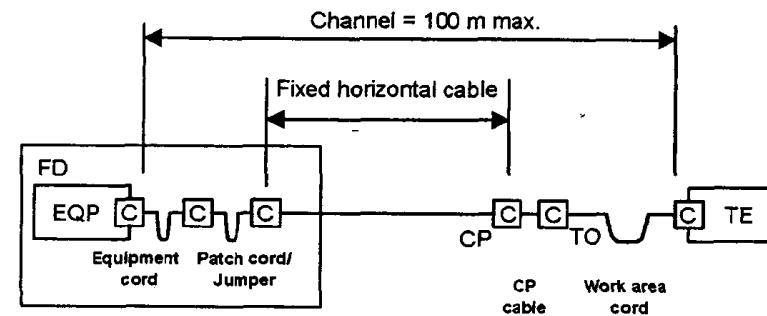 Channel = 100 m max.
Fixed horizontal cable
FD
EQP C C C C C C TE
CP TO
Equipment cord
Patch cord/ Jumper
CP cable
Work area cord